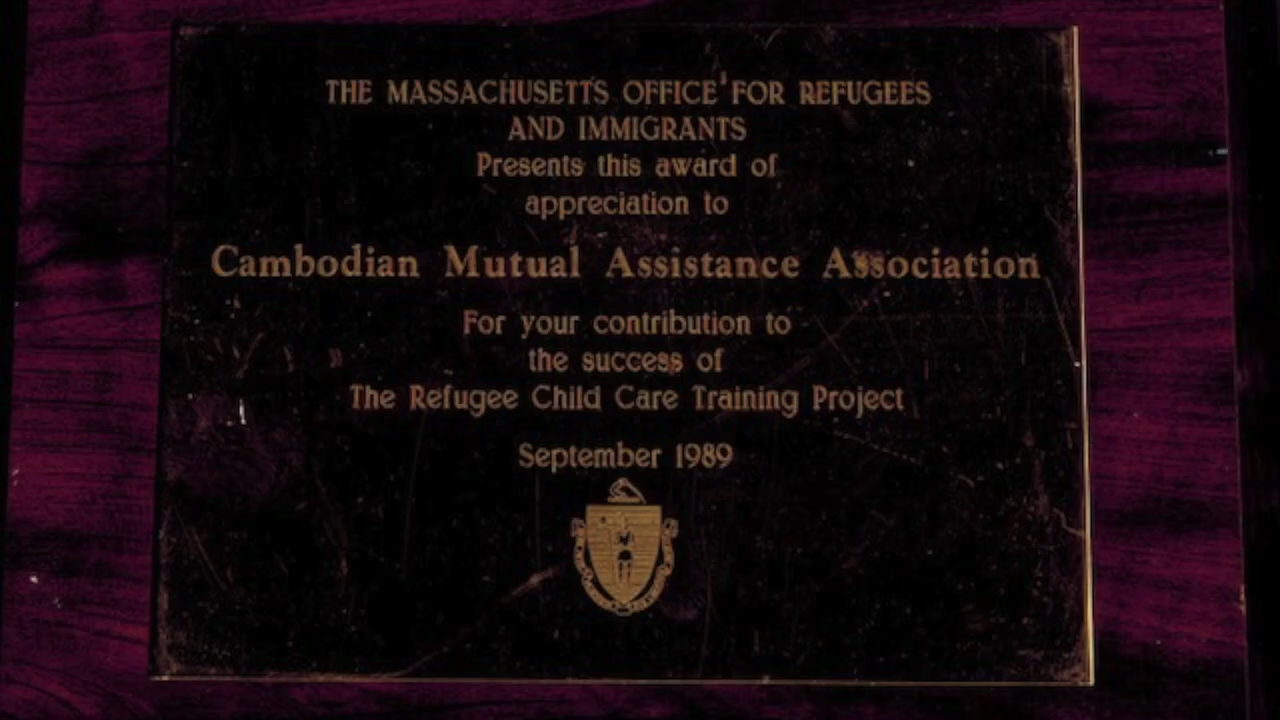 THE MASSACHUSETTS OFFICE FOR REFUGEES
AND IMMIGRANTS
Presents this award of
appreciation to
Cambodian Mutual Assistance Association
For your contribution to
the success of
The Refugee Child Care Training Project
September 1989